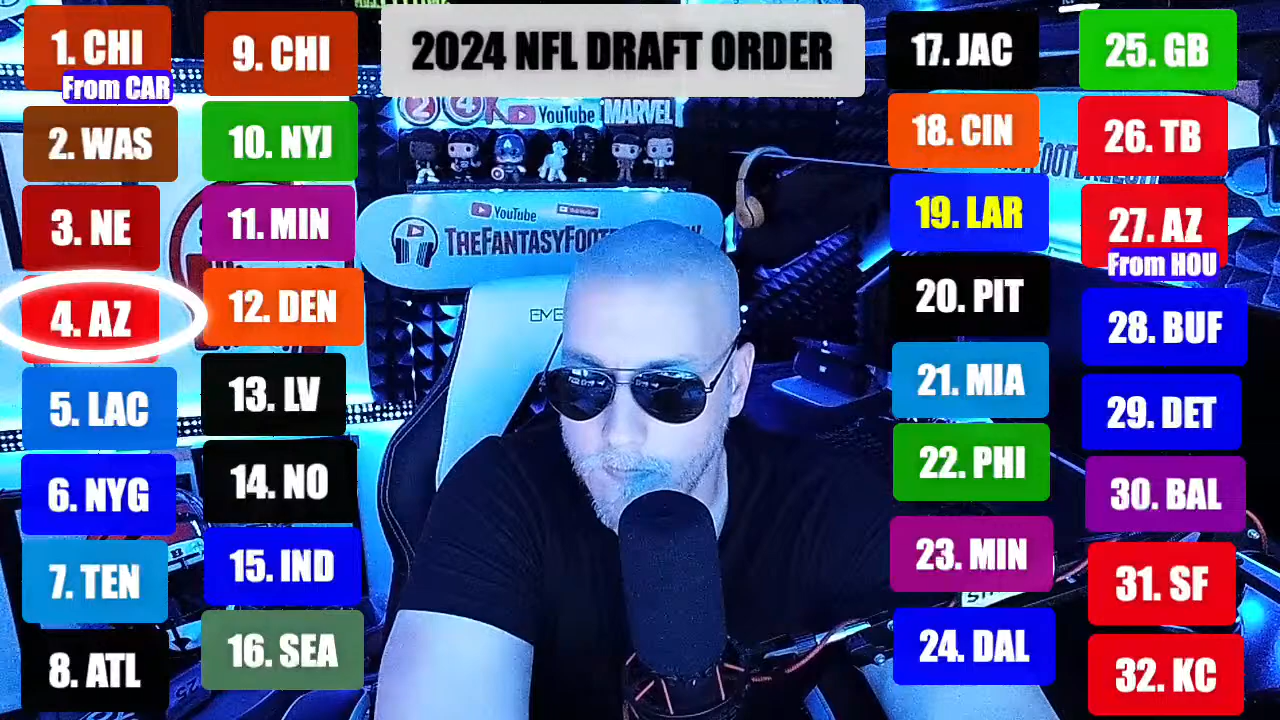 1. CHI
From CAR
2. WAS
3. NE
4. AZ
5. LAC
6. NYG
7. TEN
8. ATL
9. CHI
10. NYJ
11. MIN
12. DEN
13. LV
14. NO
15. IND
16. SEA
2024 NFL DRAFT ORDER
YouTube MARVEL
YouTube
THEFANTASYFOO
EME
17. JAC
18. CIN
19. LAR
20. PIT
21. MIA
22. PHI
23. MIN
24. DAL
25. GB
26. TB
27. AZ
From HOU
28. BUF
29. DET
30. BAL
31. SF
32. KC